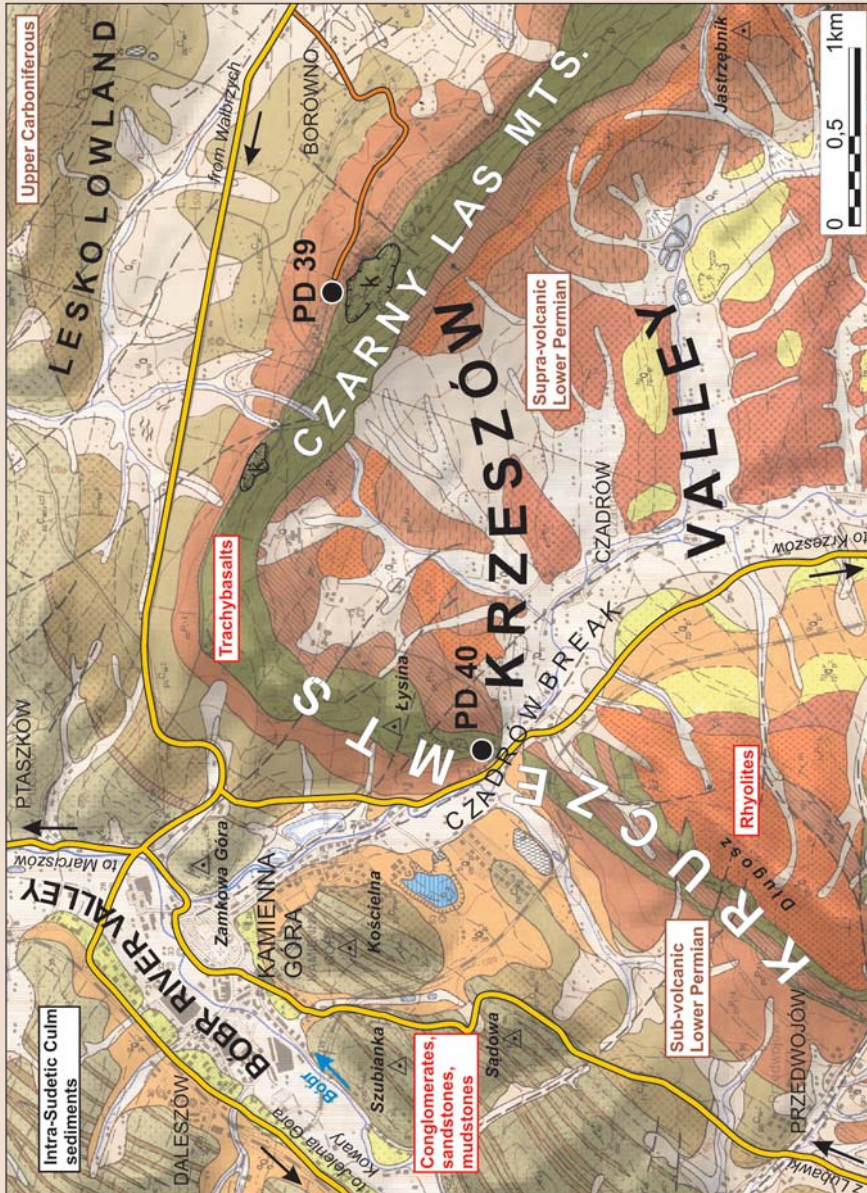 Upper Carboniferous
LESKO LOWLAND
from Wałbrzych
BORÓWNO
PD 39
Jastrzębnik
0
0,5
1km
CZARNY LAS MTS.
k
k
Supra-volcanic
Lower Permian
KRZESZÓW
VALLEY
CZADRÓW
to Krzeszów
Trachybasalts
Łysina
PD 40
CZADRÓW BREAK
KRUCZE MTS
Rhyolites
Długosz
PTASZKÓW
to Marciszów
Zamkowa Góra
KAMIENNA
GÓRA
Kościelna
BÓBR RIVER VALLEY
Intra-Sudetic Culm
sediments
DALESZÓW
Bóbr
to Jelenia Góra
Kowary
Szubianka
Sadowa
Conglomerates,
sandstones,
mudstones
Sub-volcanic
Lower Permian
PRZEDWOJÓW
z Lubawki